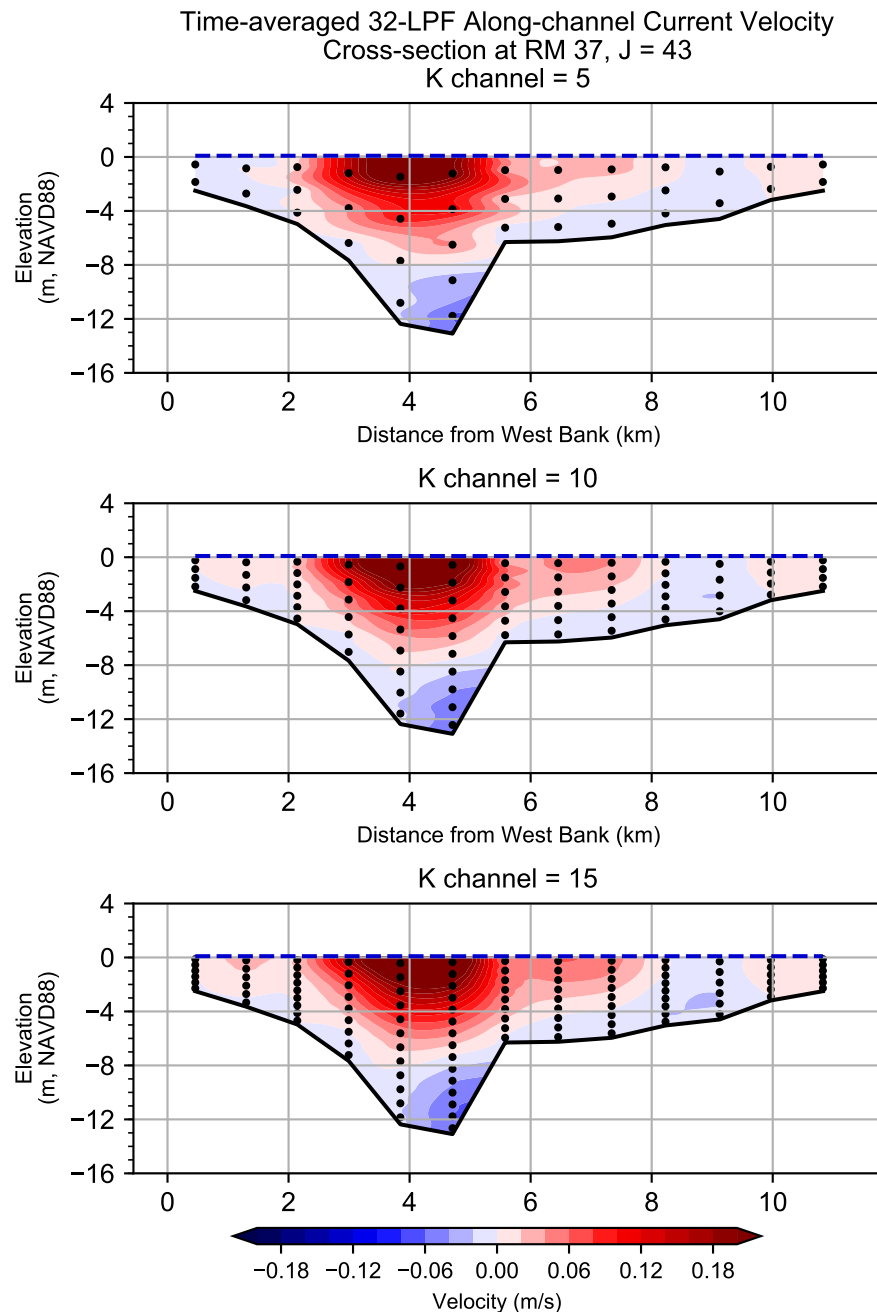 Time-averaged 32-LPF Along-channel Current Velocity
Cross-section at RM 37, J = 43
K channel = 5
4
0
−4
−8
−12
−16
Elevation
(m, NAVD88)
0 2 4 6 8 10
Distance from West Bank (km)
K channel = 10
4
0
−4
−8
−12
−16
Elevation
(m, NAVD88)
0 2 4 6 8 10
Distance from West Bank (km)
K channel = 15
4
0
−4
−8
−12
−16
Elevation
(m, NAVD88)
0 2 4 6 8 10
−0.18 −0.12 −0.06 0.00 0.06 0.12 0.18
Velocity (m/s)